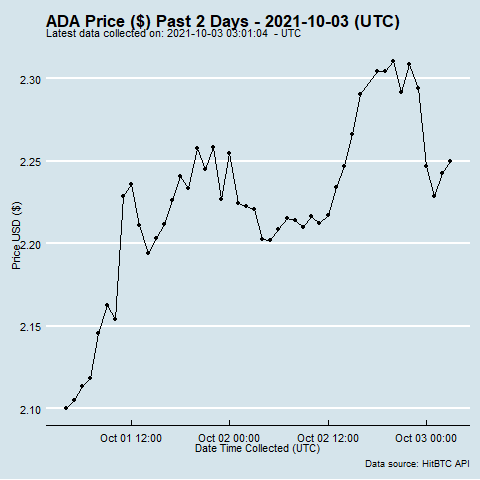 ADA Price ($) Past 2 Days - 2021-10-03 (UTC)
Latest data collected on: 2021-10-03 03:01:04  - UTC
Price USD ($)
2.30
2.25
2.20
2.15
2.10
Oct 01 12:00
Oct 02 00:00
Oct 02 12:00
Oct 03 00:00
Date Time Collected (UTC)
Data source: HitBTC API